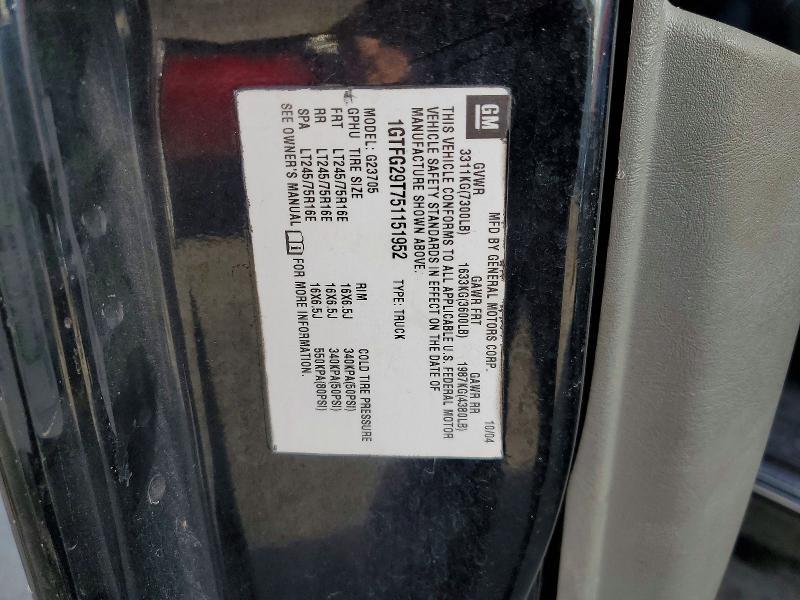 GM
MFD BY GENERAL MOTORS CORP. 10/04
GVWR GAWR FRT GAWR RR
3311KG(7300LB) 1633KG(3600LB) 1987KG(4380LB)
THIS VEHICLE CONFORMS TO ALL APPLICABLE U.S. FEDERAL MOTOR
VEHICLE SAFETY STANDARDS IN EFFECT ON THE DATE OF
MANUFACTURE SHOWN ABOVE.
1GTFG29T751151952 TYPE: TRUCK
MODEL: G23705
GPHU TIRE SIZE RIM COLD TIRE PRESSURE
FRT LT245/75R16E 16X6.5J 340KPA(50PSI)
RR LT245/75R16E 16X6.5J 340KPA(50PSI)
SPA LT245/75R16E 16X6.5J 550KPA(80PSI)
SEE OWNER'S MANUAL FOR MORE INFORMATION.